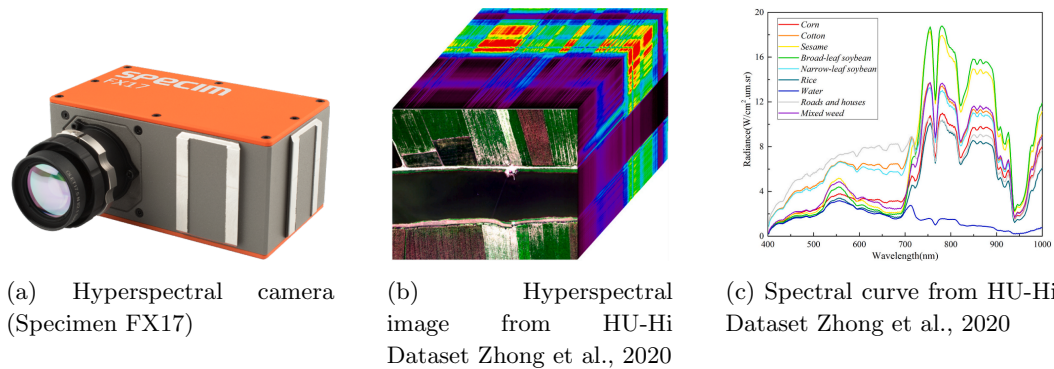 SPECIM
FX17
20
16
12
8
4
0
Radiance(W/cm².um.sr)
Corn
Cotton
Sesame
Broad-leaf soybean
Narrow-leaf soybean
Rice
Water
Roads and houses
Mixed weed
400 500 600 700 800 900 1000
Wavelength(nm)
(a) Hyperspectral camera
(Specimen FX17)
(b) Hyperspectral
image from HU-Hi
Dataset Zhong et al., 2020
(c) Spectral curve from HU-Hi
Dataset Zhong et al., 2020